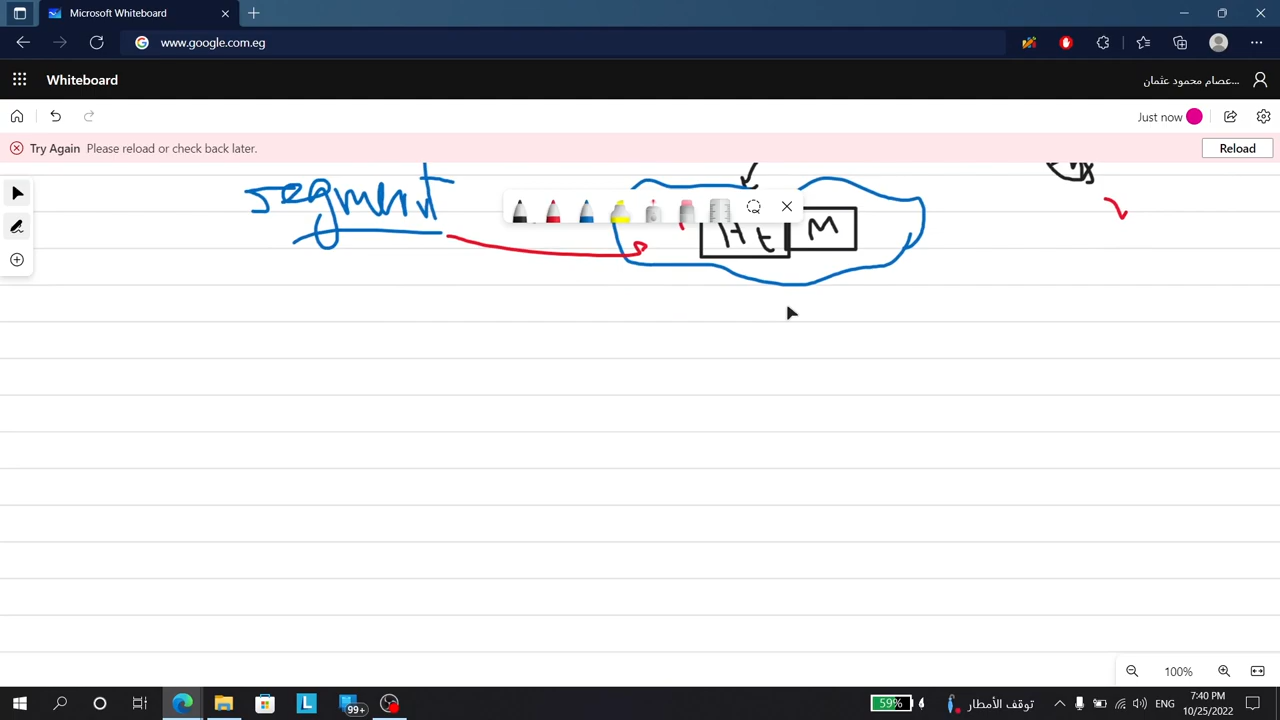 Microsoft Whiteboard
www.google.com.eg
Whiteboard
عصام محمود عثمان...
Just now
Try Again Please reload or check back later.
Reload
segment
Ht M
100%
99+
59%
توقف الأمطار
ENG
7:40 PM
10/25/2022